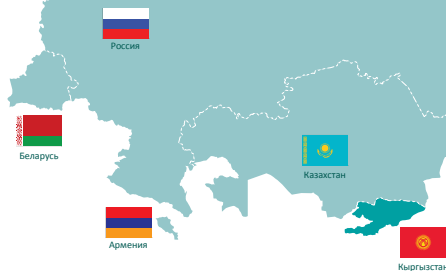 Россия
Беларусь
Казахстан
Армения
Кыргызстан